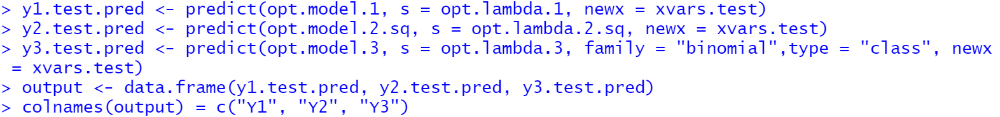 > y1.test.pred <- predict(opt.model.1, s = opt.lambda.1, newx = xvars.test)
> y2.test.pred <- predict(opt.model.2.sq, s = opt.lambda.2.sq, newx = xvars.test)
> y3.test.pred <- predict(opt.model.3, s = opt.lambda.3, family = "binomial",type = "class", newx
= xvars.test)
> output <- data.frame(y1.test.pred, y2.test.pred, y3.test.pred)
> colnames(output) = c("Y1", "Y2", "Y3")